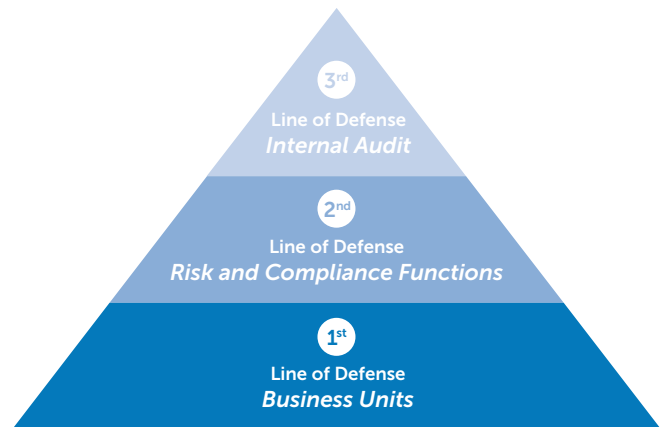 3rd
Line of Defense
Internal Audit
2nd
Line of Defense
Risk and Compliance Functions
1st
Line of Defense
Business Units